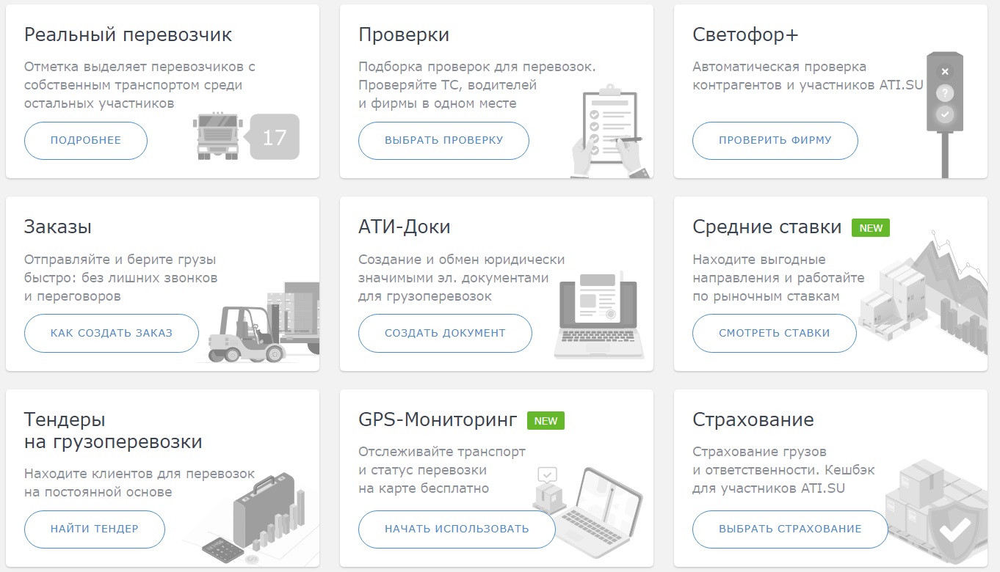 Реальный перевозчик
Отметка выделяет перевозчиков с
собственным транспортом среди
остальных участников
ПОДРОБНЕЕ
17
Проверки
Подборка проверок для перевозок.
Проверяйте ТС, водителей
и фирмы в одном месте
ВЫБРАТЬ ПРОВЕРКУ
Светофор+
Автоматическая проверка
контрагентов и участников ATI.SU
?
ПРОВЕРИТЬ ФИРМУ
Заказы
Отправляйте и берите грузы
быстро: без лишних звонков
и переговоров
КАК СОЗДАТЬ ЗАКАЗ
АТИ-Доки
Создание и обмен юридически
значимыми эл. документами
для грузоперевозок
СОЗДАТЬ ДОКУМЕНТ
Средние ставки NEW
Находите выгодные
направления и работайте
по рыночным ставкам
СМОТРЕТЬ СТАВКИ
Тендеры
на грузоперевозки
Находите клиентов для перевозок
на постоянной основе
НАЙТИ ТЕНДЕР
GPS-Мониторинг NEW
Отслеживайте транспорт
и статус перевозки
на карте бесплатно
НАЧАТЬ ИСПОЛЬЗОВАТЬ
Страхование
Страхование грузов
и ответственности. Кешбэк
для участников ATI.SU
ВЫБРАТЬ СТРАХОВАНИЕ